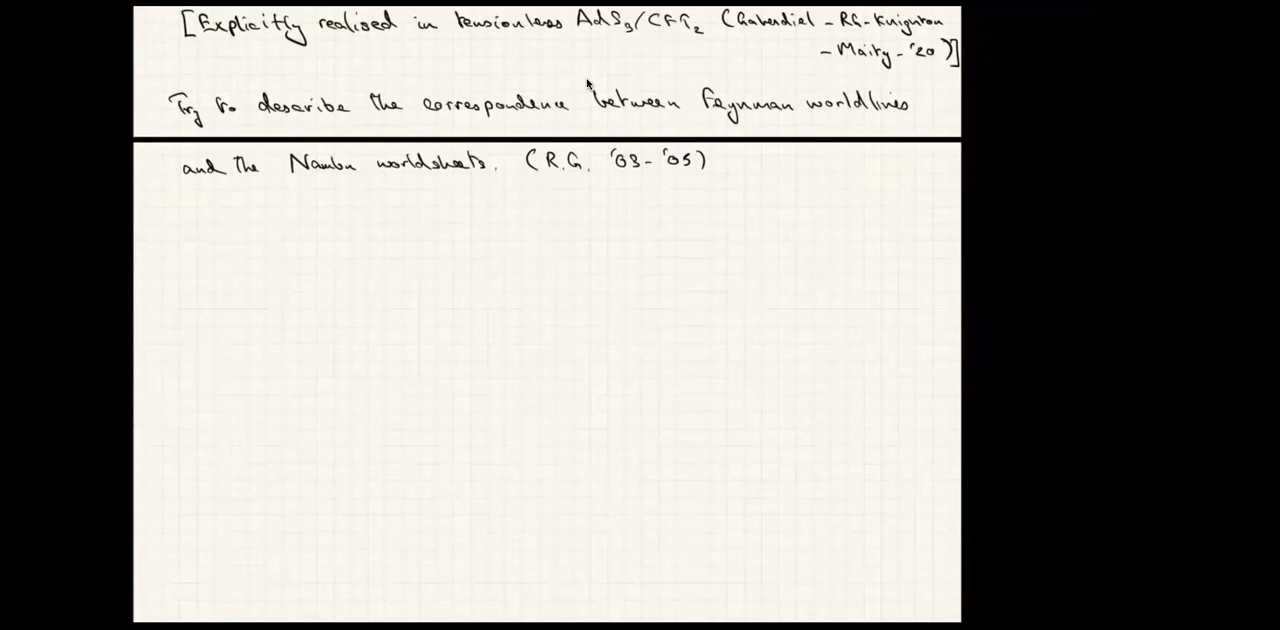 [Explicitly realised in tensionless AdS3/CFT2 (Gaberdiel - RG - Knighton
- Maity - '20)]
Try to describe the correspondence between Feynman worldlines
and the Nambu worldsheets. (R.G. '03-'05)